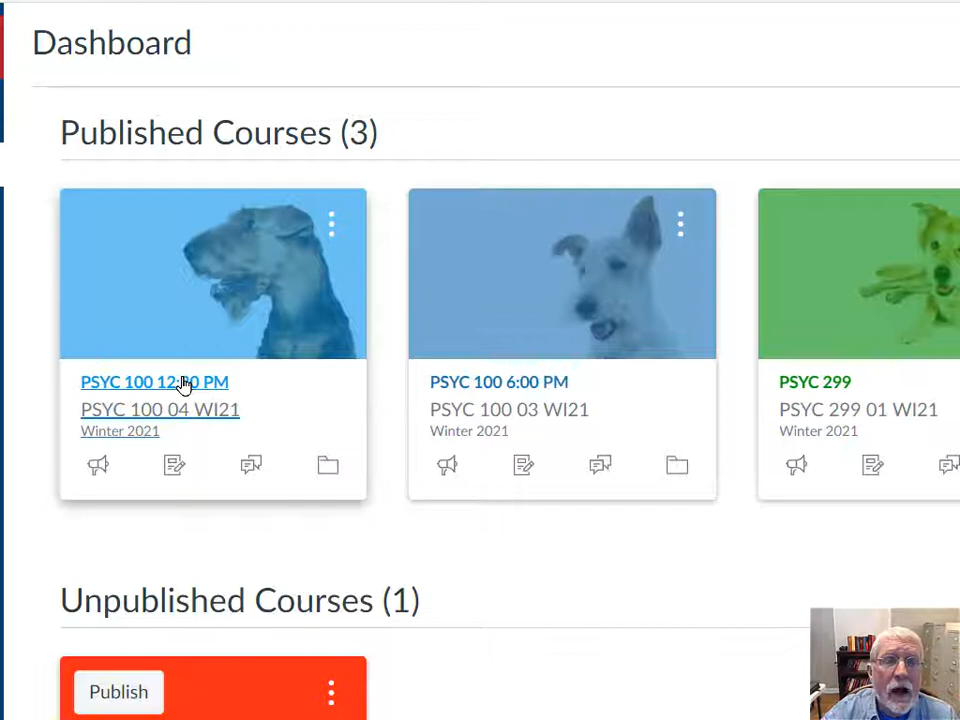 Dashboard
Published Courses (3)
PSYC 100 PM
PSYC 100 04 WI21
Winter 2021
PSYC 100 6:00 PM
PSYC 100 03 WI21
Winter 2021
PSYC 299
PSYC 299 01 WI21
Winter 2021
Unpublished Courses (1)
Publish